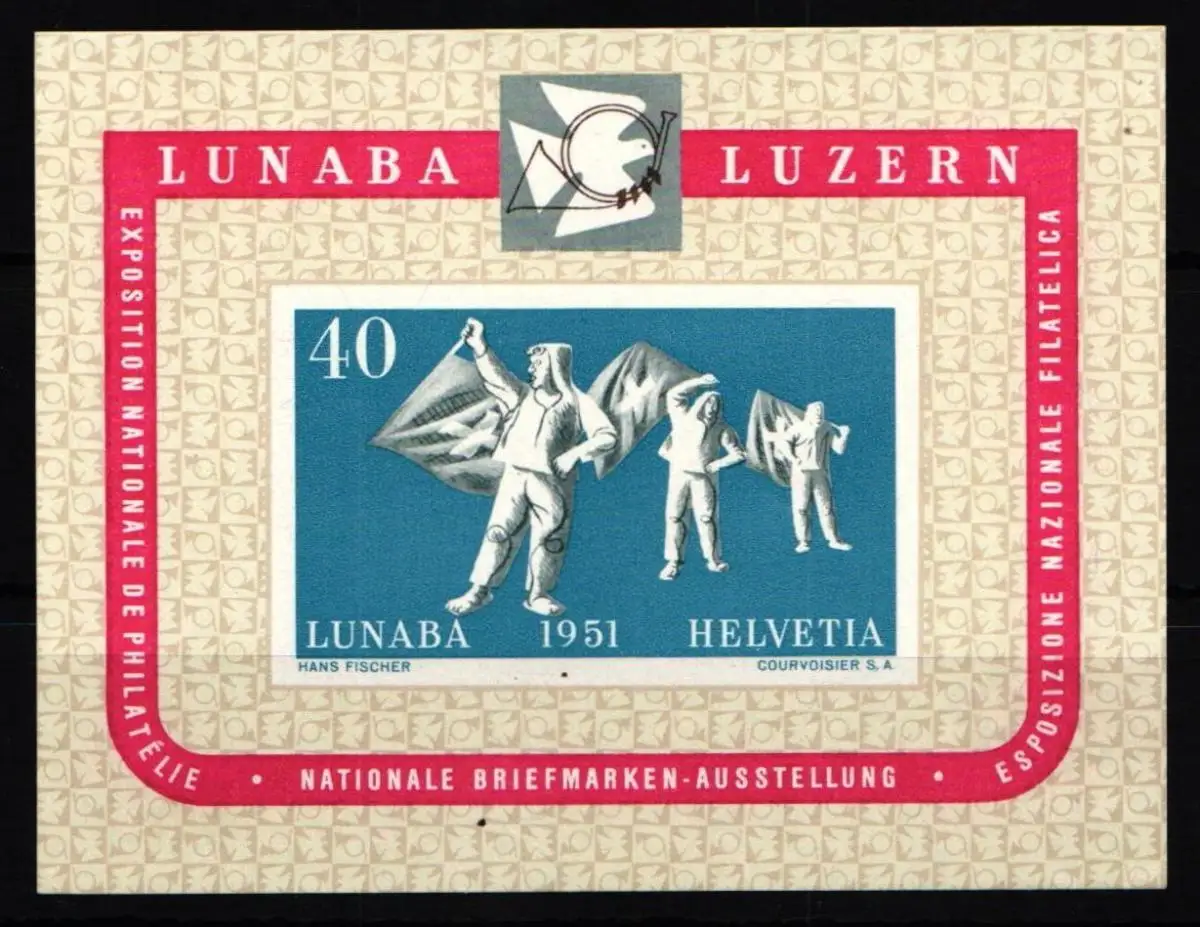 LUNABA LUZERN
EXPOSITION NATIONALE DE PHILATÉLIE
40
LUNABA 1951 HELVETIA
HANS FISCHER COURVOISIER S. A.
• NATIONALE BRIEFMARKEN-AUSSTELLUNG •
ESPOSIZIONE NAZIONALE FILATELICA